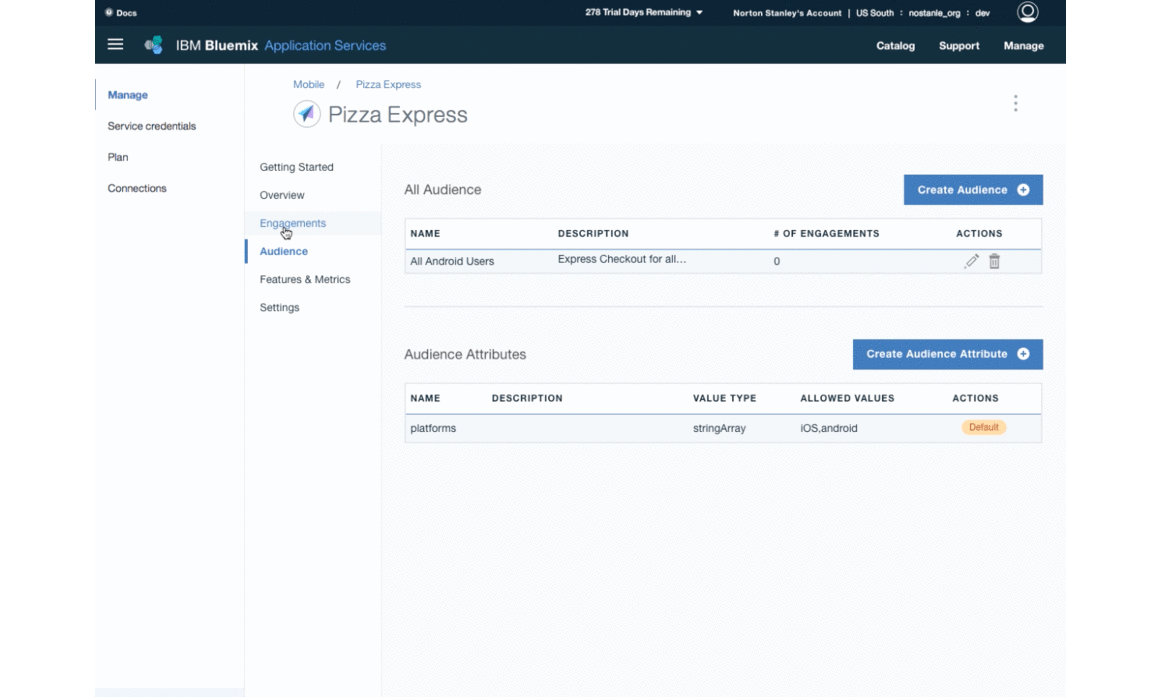 Docs
278 Trial Days Remaining
Norton Stanley's Account | US South : nostanle_org : dev
IBM Bluemix Application Services
Catalog Support Manage
Manage
Service credentials
Plan
Connections
Mobile / Pizza Express
Pizza Express
Getting Started
Overview
Engagements
Audience
Features & Metrics
Settings
All Audience
Create Audience
NAME DESCRIPTION # OF ENGAGEMENTS ACTIONS
All Android Users Express Checkout for all... 0
Audience Attributes
Create Audience Attribute
NAME DESCRIPTION VALUE TYPE ALLOWED VALUES ACTIONS
platforms stringArray iOS,android Default